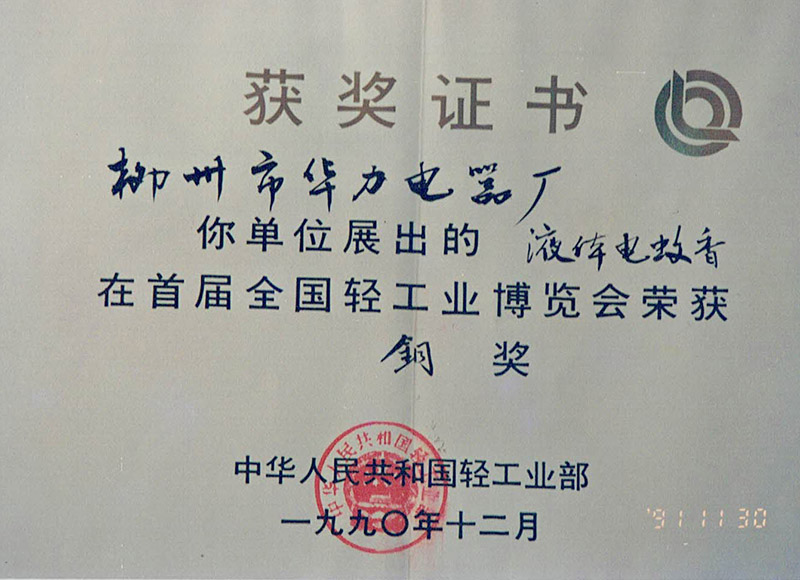 获奖证书
柳州市华力电器厂
你单位展出的 液体电蚊香
在首届全国轻工业博览会荣获
铜 奖
中华人民共和国轻工业部
一九九〇年十二月
'91 11 30